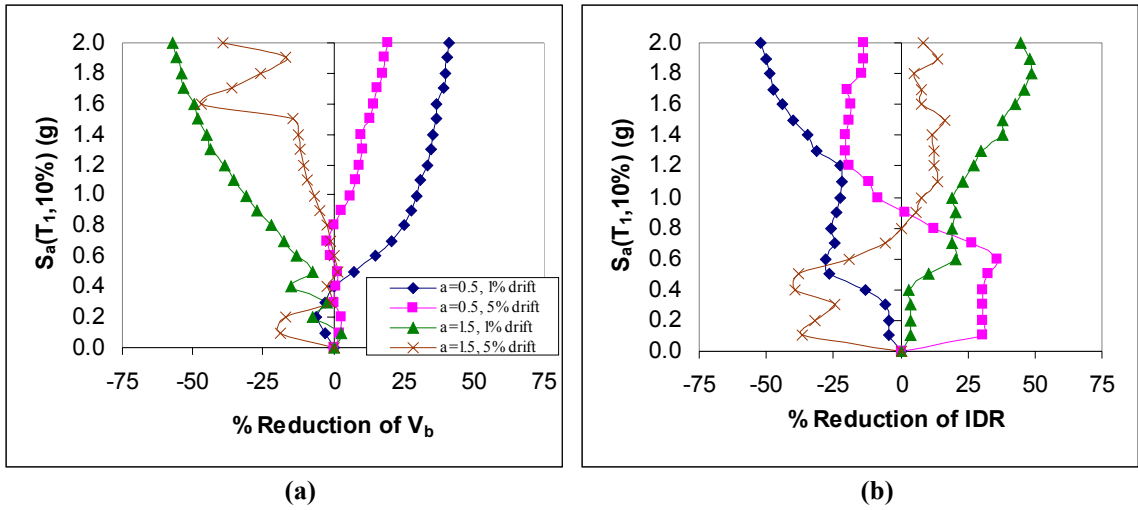 Sa(T1,10%) (g)
2.0
1.8
1.6
1.4
1.2
1.0
0.8
0.6
0.4
0.2
0.0
a=0.5, 1% drift
a=0.5, 5% drift
a=1.5, 1% drift
a=1.5, 5% drift
-75 -50 -25 0 25 50 75
% Reduction of Vb
(a)
Sa(T1,10%) (g)
2.0
1.8
1.6
1.4
1.2
1.0
0.8
0.6
0.4
0.2
0.0
-75 -50 -25 0 25 50 75
% Reduction of IDR
(b)